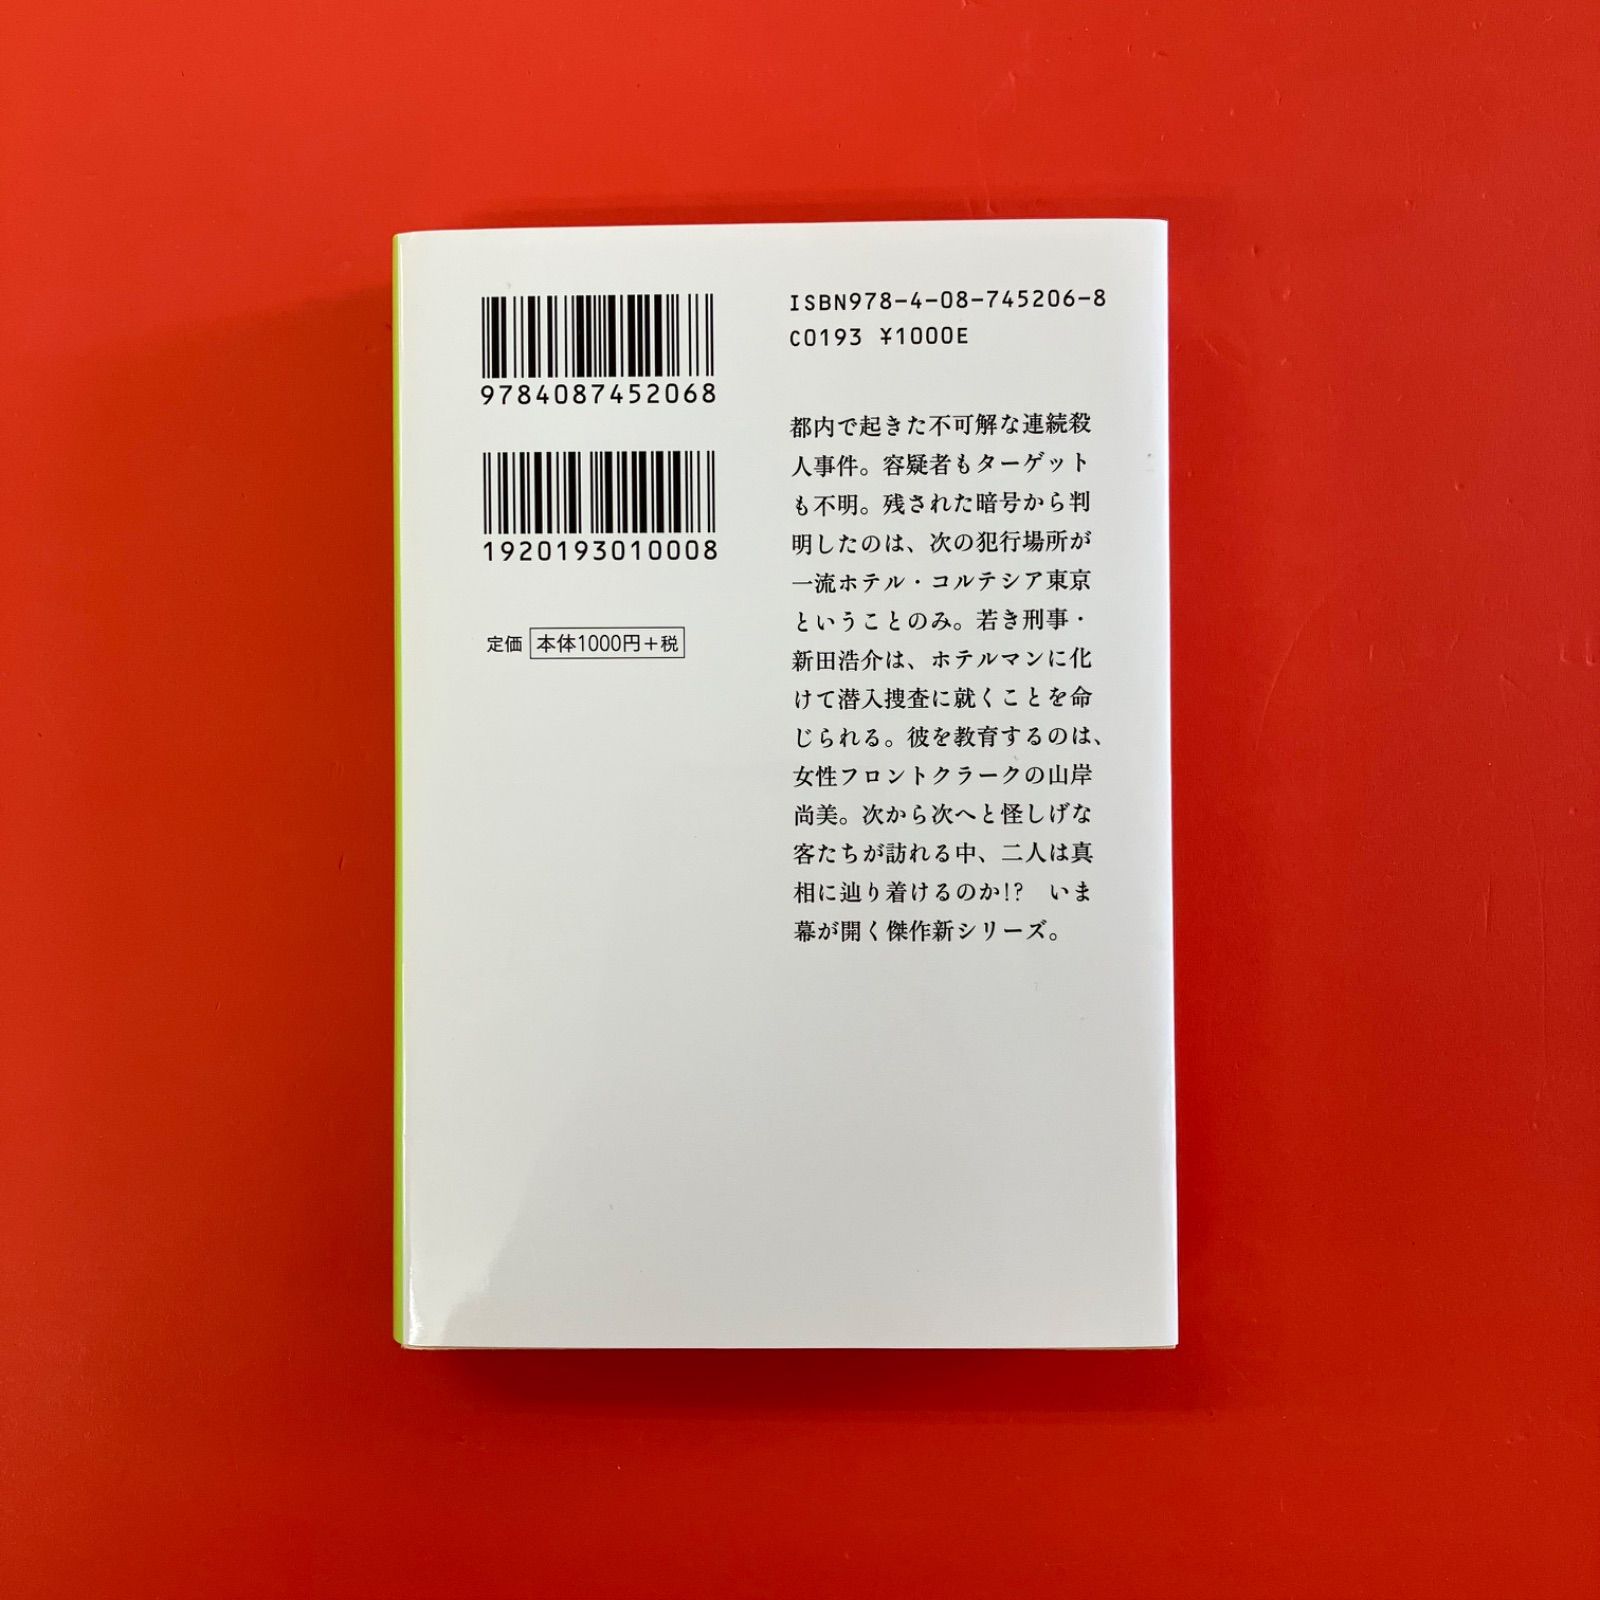 9784087452068
1920193010008
定価 本体1000円+税
ISBN978-4-08-745206-8
C0193 ¥1000E
都内で起きた不可解な連続殺
人事件。容疑者もターゲット
も不明。残された暗号から判
明したのは、次の犯行場所が
一流ホテル・コルテシア東京
ということのみ。若き刑事・
新田浩介は、ホテルマンに化
けて潜入捜査に就くことを命
じられる。彼を教育するのは、
女性フロントクラークの山岸
尚美。次から次へと怪しげな
客たちが訪れる中、二人は真
相に辿り着けるのか!? いま
幕が開く傑作新シリーズ。